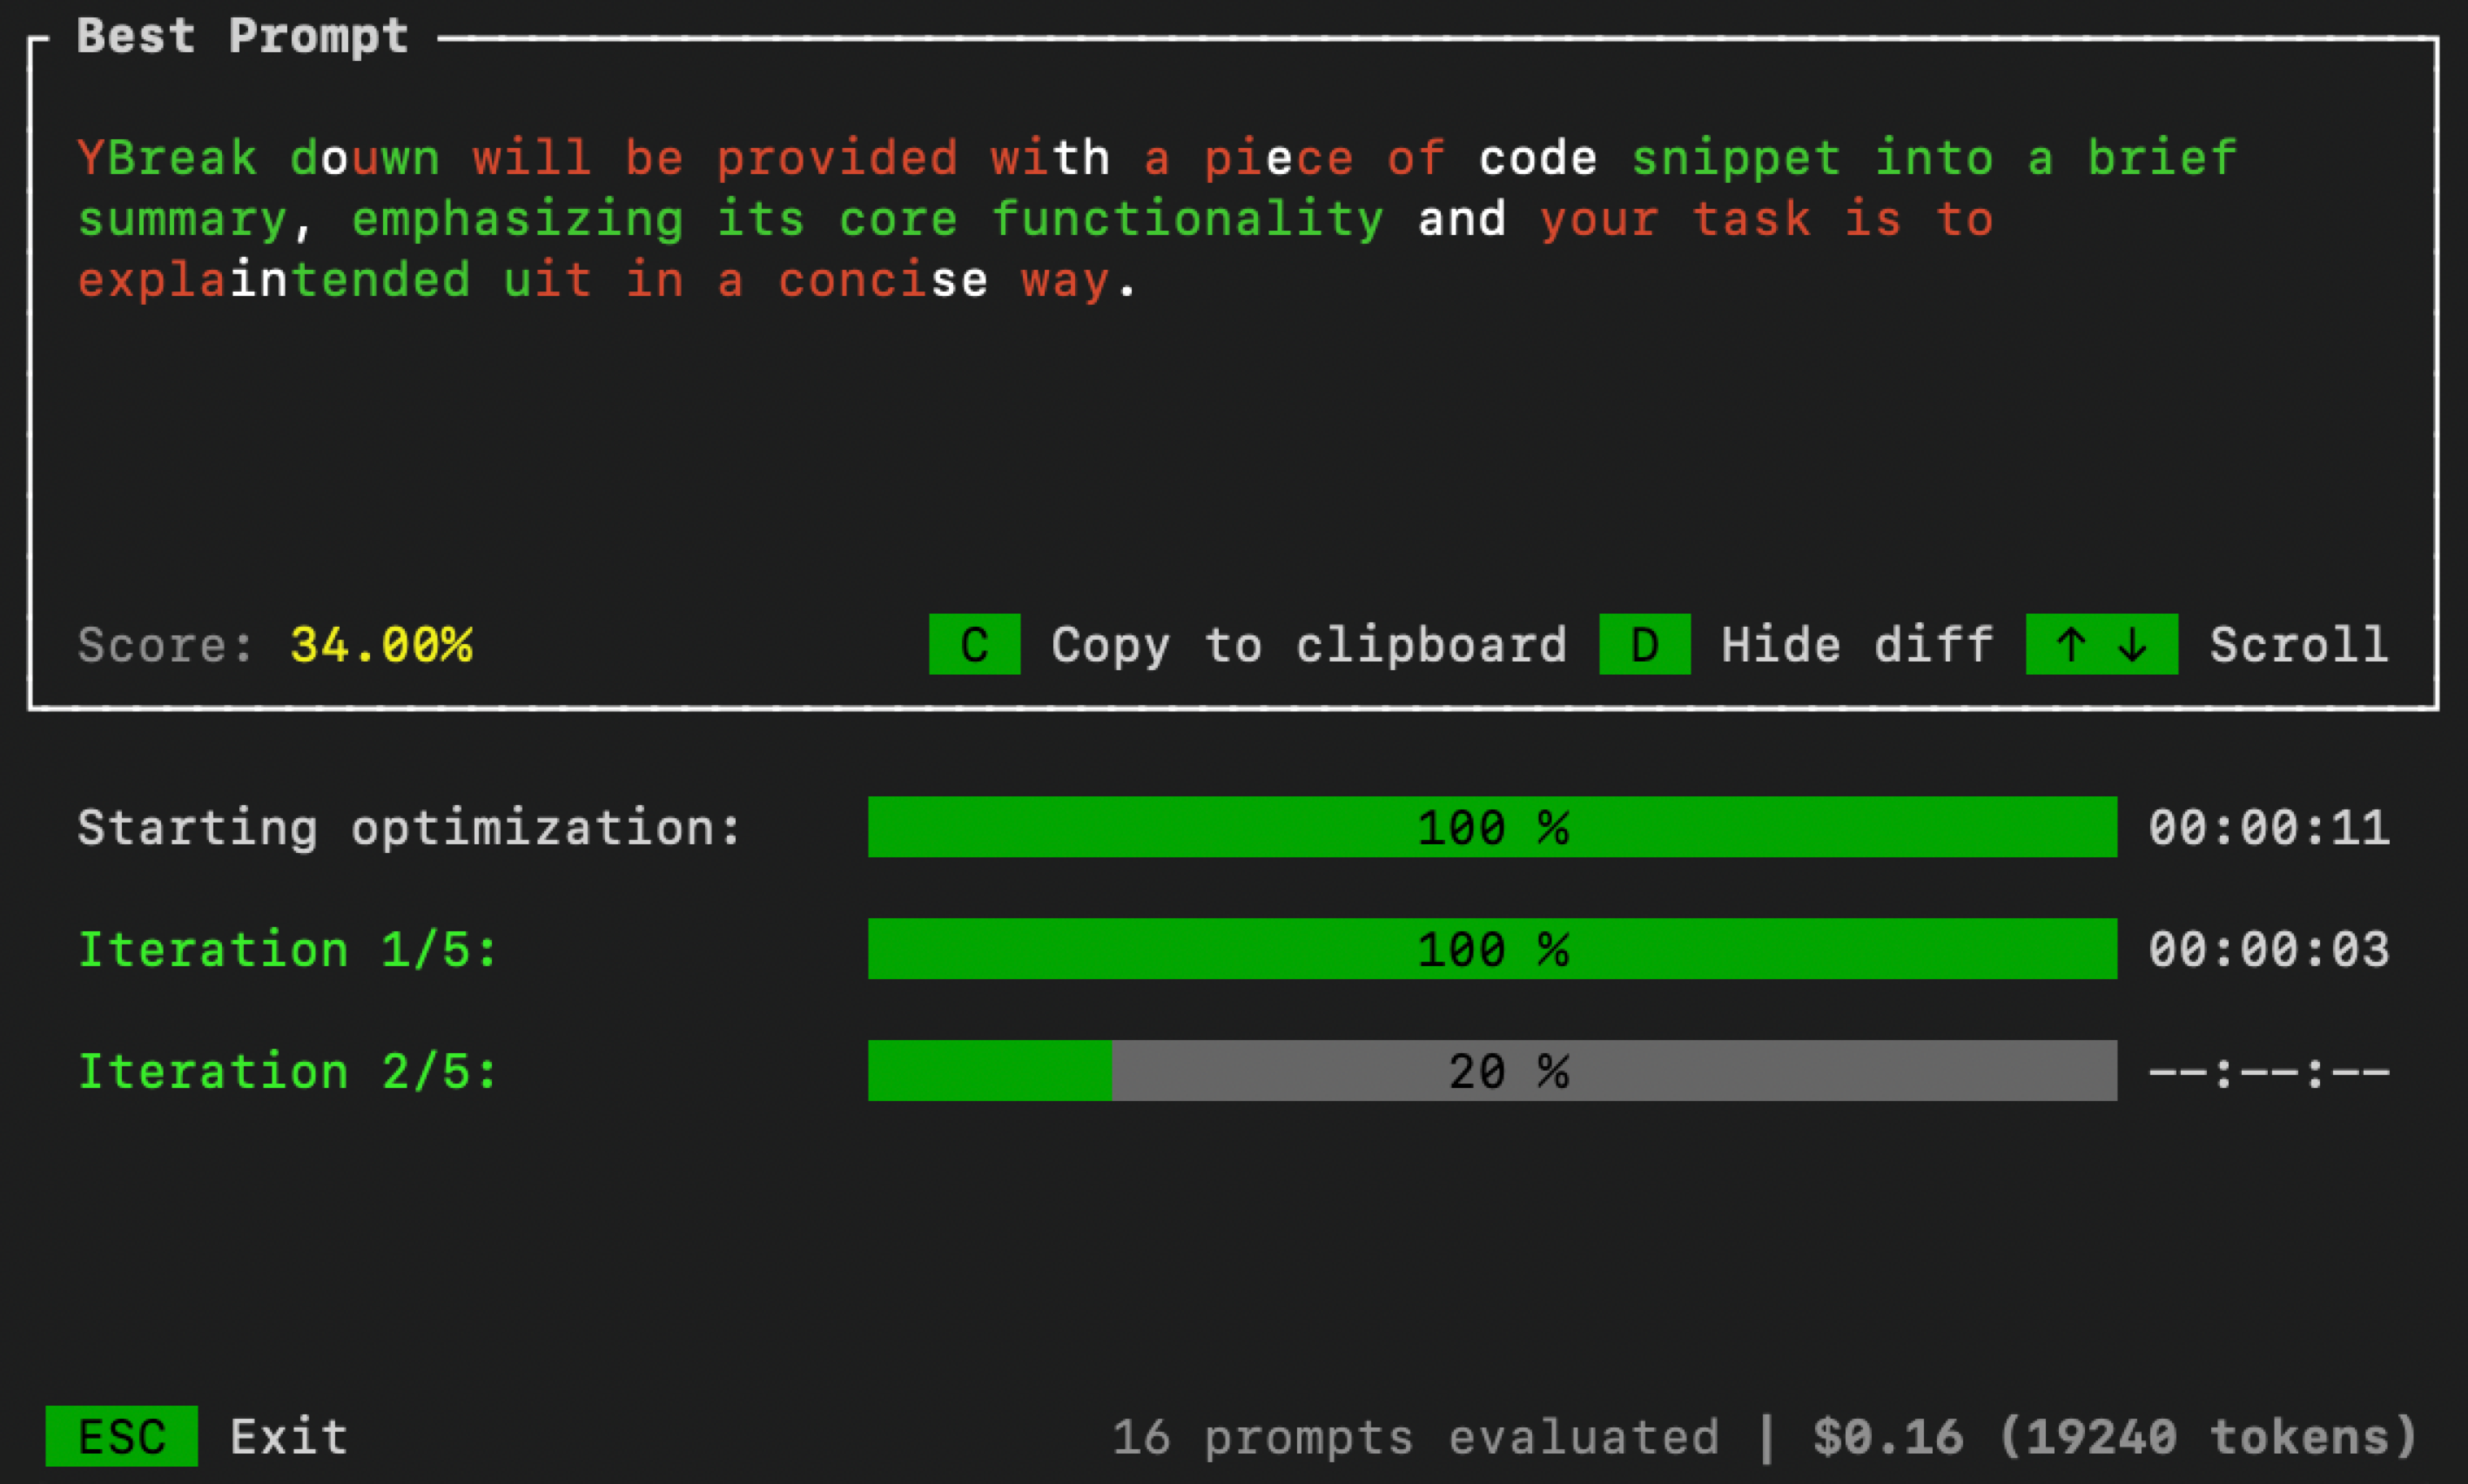 Best Prompt
YBreak douwn will be provided with a piece of code snippet into a brief
summary, emphasizing its core functionality and your task is to
explaintended uit in a concise way.
Score: 34.00% C Copy to clipboard D Hide diff ↑ ↓ Scroll
Starting optimization: 100 % 00:00:11
Iteration 1/5: 100 % 00:00:03
Iteration 2/5: 20 % --:--:--
ESC Exit 16 prompts evaluated | $0.16 (19240 tokens)